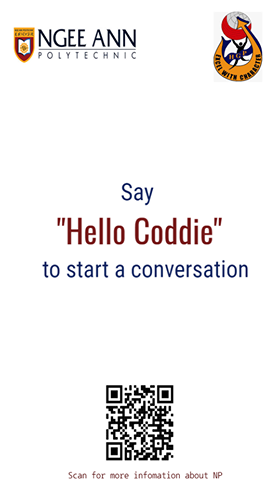 NGEE ANN
POLYTECHNIC
EXCEL WITH CHARACTER
Say
"Hello Coddie"
to start a conversation
Scan for more infomation about NP